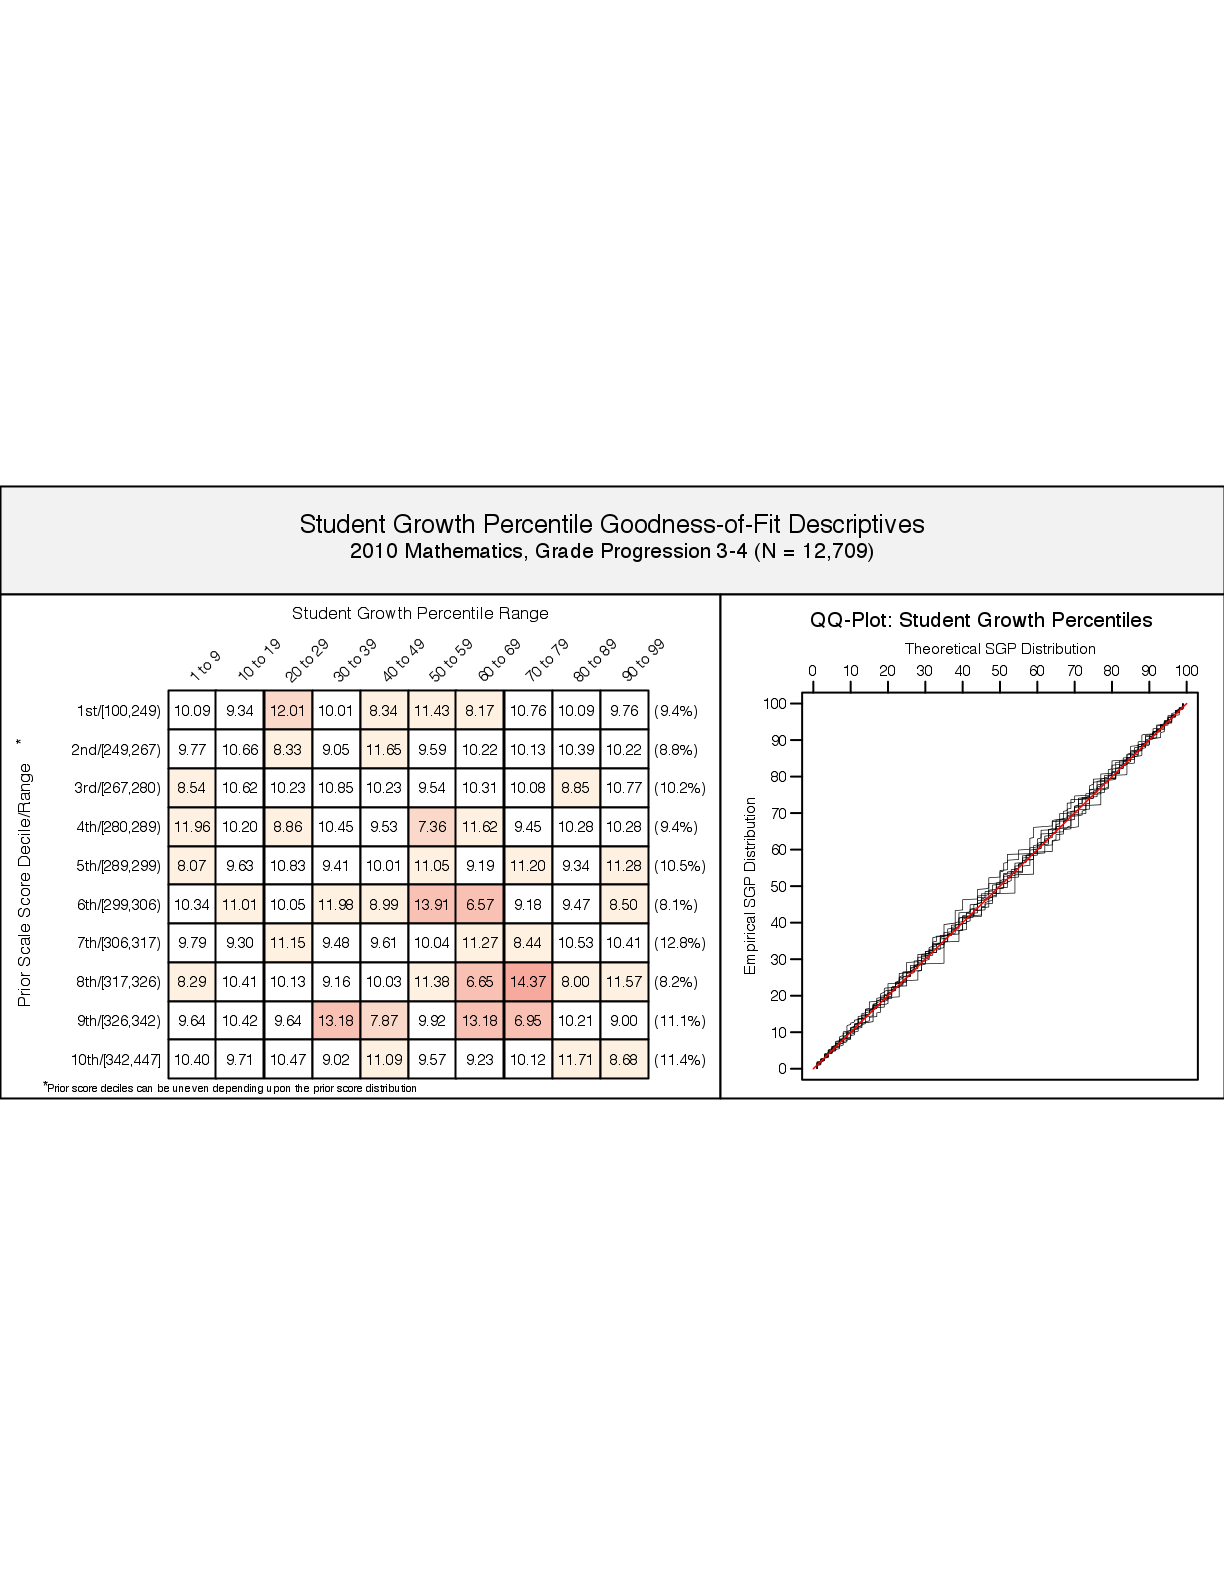 Student Growth Percentile Goodness-of-Fit Descriptives
2010 Mathematics, Grade Progression 3-4 (N = 12,709)
Student Growth Percentile Range
1 to 9 10 to 19 20 to 29 30 to 39 40 to 49 50 to 59 60 to 69 70 to 79 80 to 89 90 to 99
Prior Scale Score Decile/Range *
1st/[100,249) 10.09 9.34 12.01 10.01 8.34 11.43 8.17 10.76 10.09 9.76 (9.4%)
2nd/[249,267) 9.77 10.66 8.33 9.05 11.65 9.59 10.22 10.13 10.39 10.22 (8.8%)
3rd/[267,280) 8.54 10.62 10.23 10.85 10.23 9.54 10.31 10.08 8.85 10.77 (10.2%)
4th/[280,289) 11.96 10.20 8.86 10.45 9.53 7.36 11.62 9.45 10.28 10.28 (9.4%)
5th/[289,299) 8.07 9.63 10.83 9.41 10.01 11.05 9.19 11.20 9.34 11.28 (10.5%)
6th/[299,306) 10.34 11.01 10.05 11.98 8.99 13.91 6.57 9.18 9.47 8.50 (8.1%)
7th/[306,317) 9.79 9.30 11.15 9.48 9.61 10.04 11.27 8.44 10.53 10.41 (12.8%)
8th/[317,326) 8.29 10.41 10.13 9.16 10.03 11.38 6.65 14.37 8.00 11.57 (8.2%)
9th/[326,342) 9.64 10.42 9.64 13.18 7.87 9.92 13.18 6.95 10.21 9.00 (11.1%)
10th/[342,447] 10.40 9.71 10.47 9.02 11.09 9.57 9.23 10.12 11.71 8.68 (11.4%)
*Prior score deciles can be uneven depending upon the prior score distribution
QQ-Plot: Student Growth Percentiles
Theoretical SGP Distribution
0 10 20 30 40 50 60 70 80 90 100
Empirical SGP Distribution
100
90
80
70
60
50
40
30
20
10
0